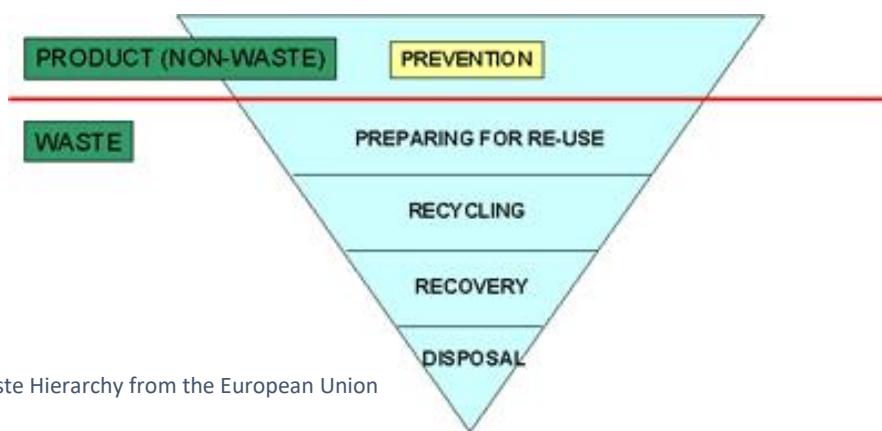 PRODUCT (NON-WASTE)
PREVENTION
WASTE
PREPARING FOR RE-USE
RECYCLING
RECOVERY
DISPOSAL
ste Hierarchy from the European Union